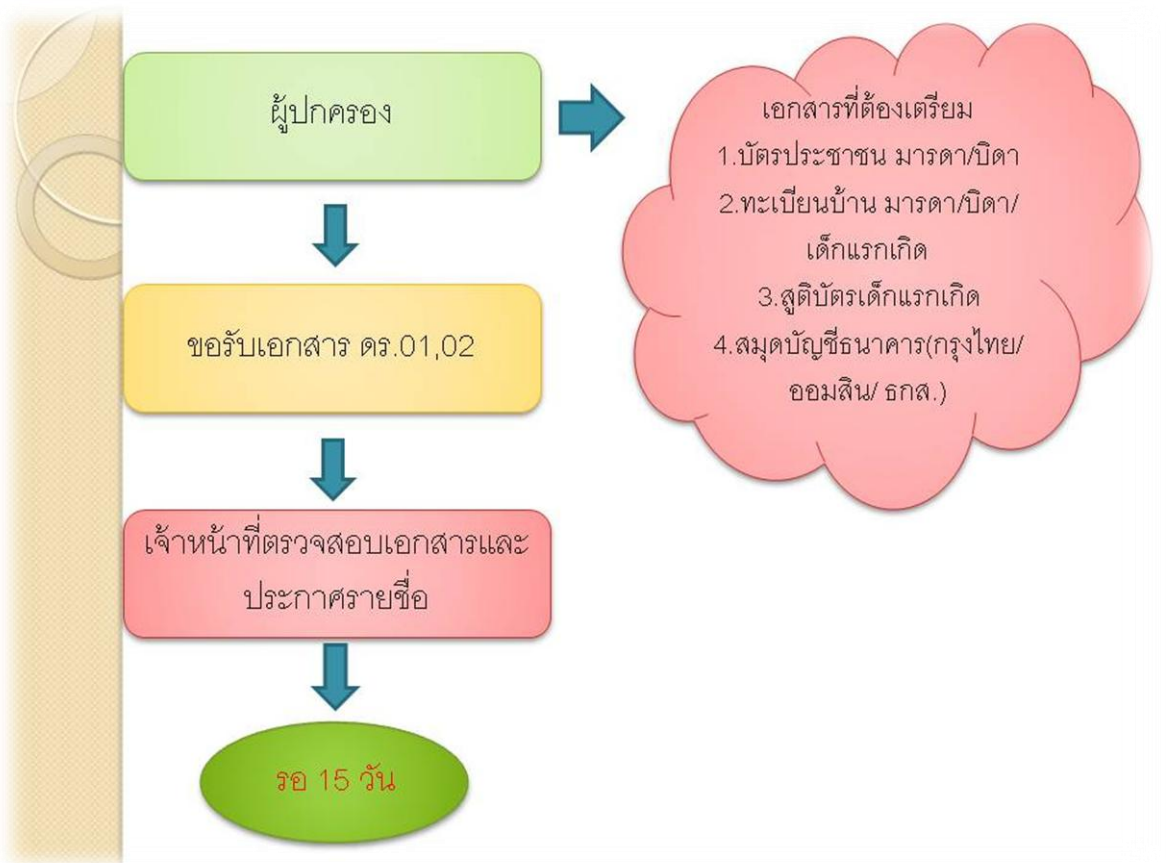 ผู้ปกครอง
ขอรับเอกสาร ดร.01,02
เจ้าหน้าที่ตรวจสอบเอกสารและ
ประกาศรายชื่อ
รอ 15 วัน
เอกสารที่ต้องเตรียม
1.บัตรประชาชน มารดา/บิดา
2.ทะเบียนบ้าน มารดา/บิดา/
เด็กแรกเกิด
3.สูติบัตรเด็กแรกเกิด
4.สมุดบัญชีธนาคาร(กรุงไทย/
ออมสิน/ ธกส.)